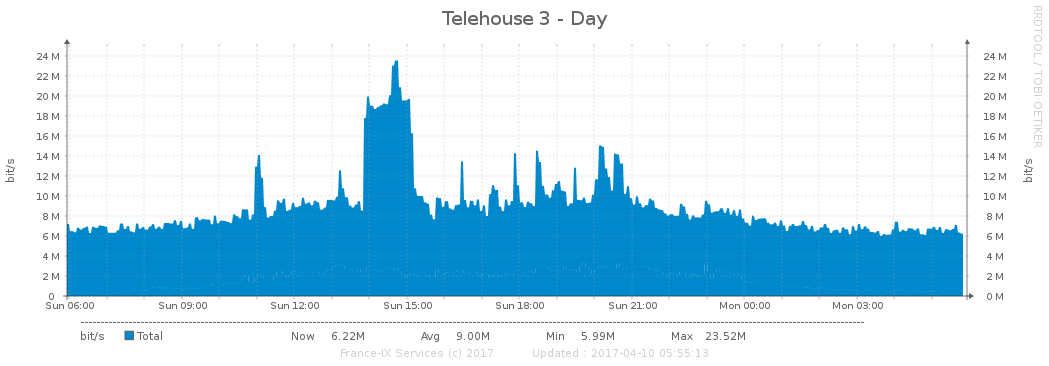 Telehouse 3 - Day
RRDTOOL / TOBI OETIKER
bit/s
24 M 24 M
22 M 22 M
20 M 20 M
18 M 18 M
16 M 16 M
14 M 14 M
12 M 12 M
10 M 10 M
8 M 8 M
6 M 6 M
4 M 4 M
2 M 2 M
0 0 M
bit/s
Sun 06:00 Sun 09:00 Sun 12:00 Sun 15:00 Sun 18:00 Sun 21:00 Mon 00:00 Mon 03:00
bit/s Total Now 6.22M Avg 9.00M Min 5.99M Max 23.52M
France-IX Services (c) 2017 Updated : 2017-04-10 05:55:13